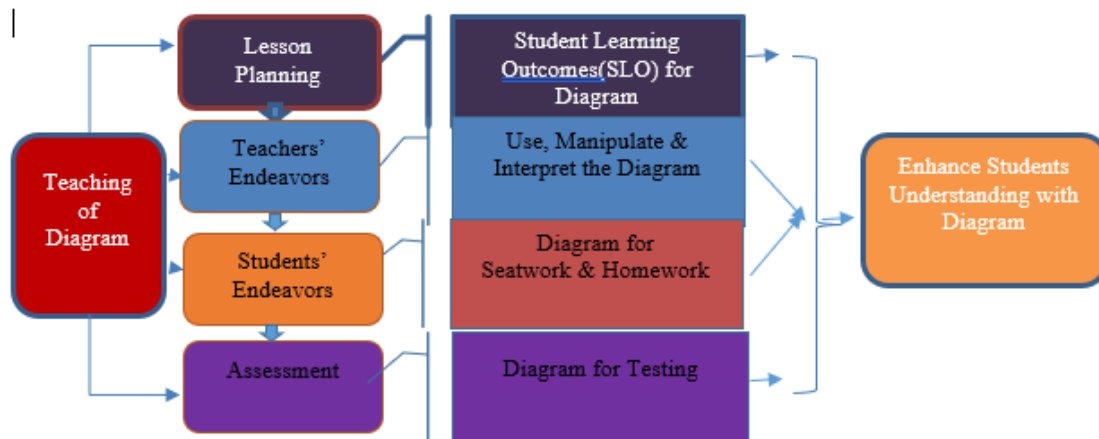 Lesson
Planning
Student Learning
Outcomes(SLO) for
Diagram
Teaching
of
Diagram
Teachers’
Endeavors
Use, Manipulate &
Interpret the Diagram
Enhance Students
Understanding with
Diagram
Students’
Endeavors
Diagram for
Seatwork & Homework
Assessment
Diagram for Testing